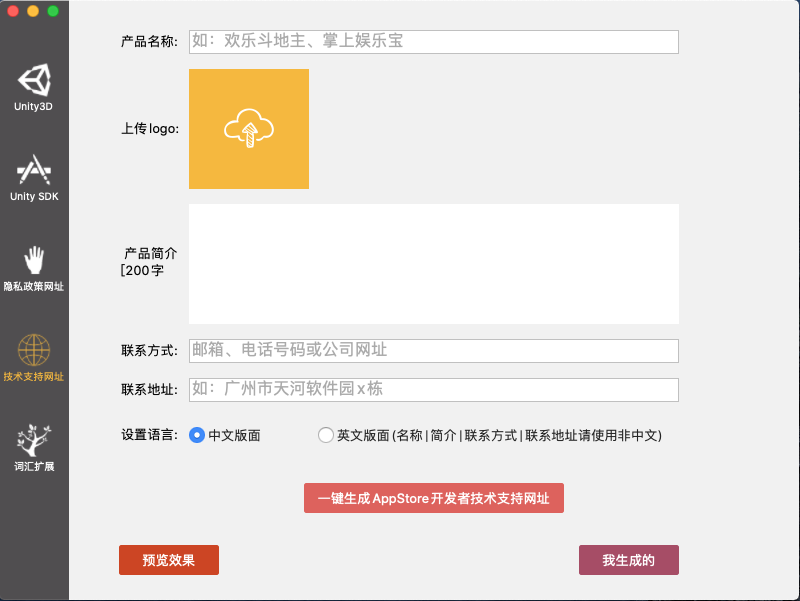 产品名称:
如：欢乐斗地主、掌上娱乐宝
Unity3D
上传logo:
Unity SDK
产品简介
[200字
隐私政策网址
联系方式:
邮箱、电话号码或公司网址
技术支持网址
联系地址:
如：广州市天河软件园x栋
设置语言:
中文版面
英文版面(名称|简介|联系方式|联系地址请使用非中文)
词汇扩展
一键生成AppStore开发者技术支持网址
预览效果
我生成的